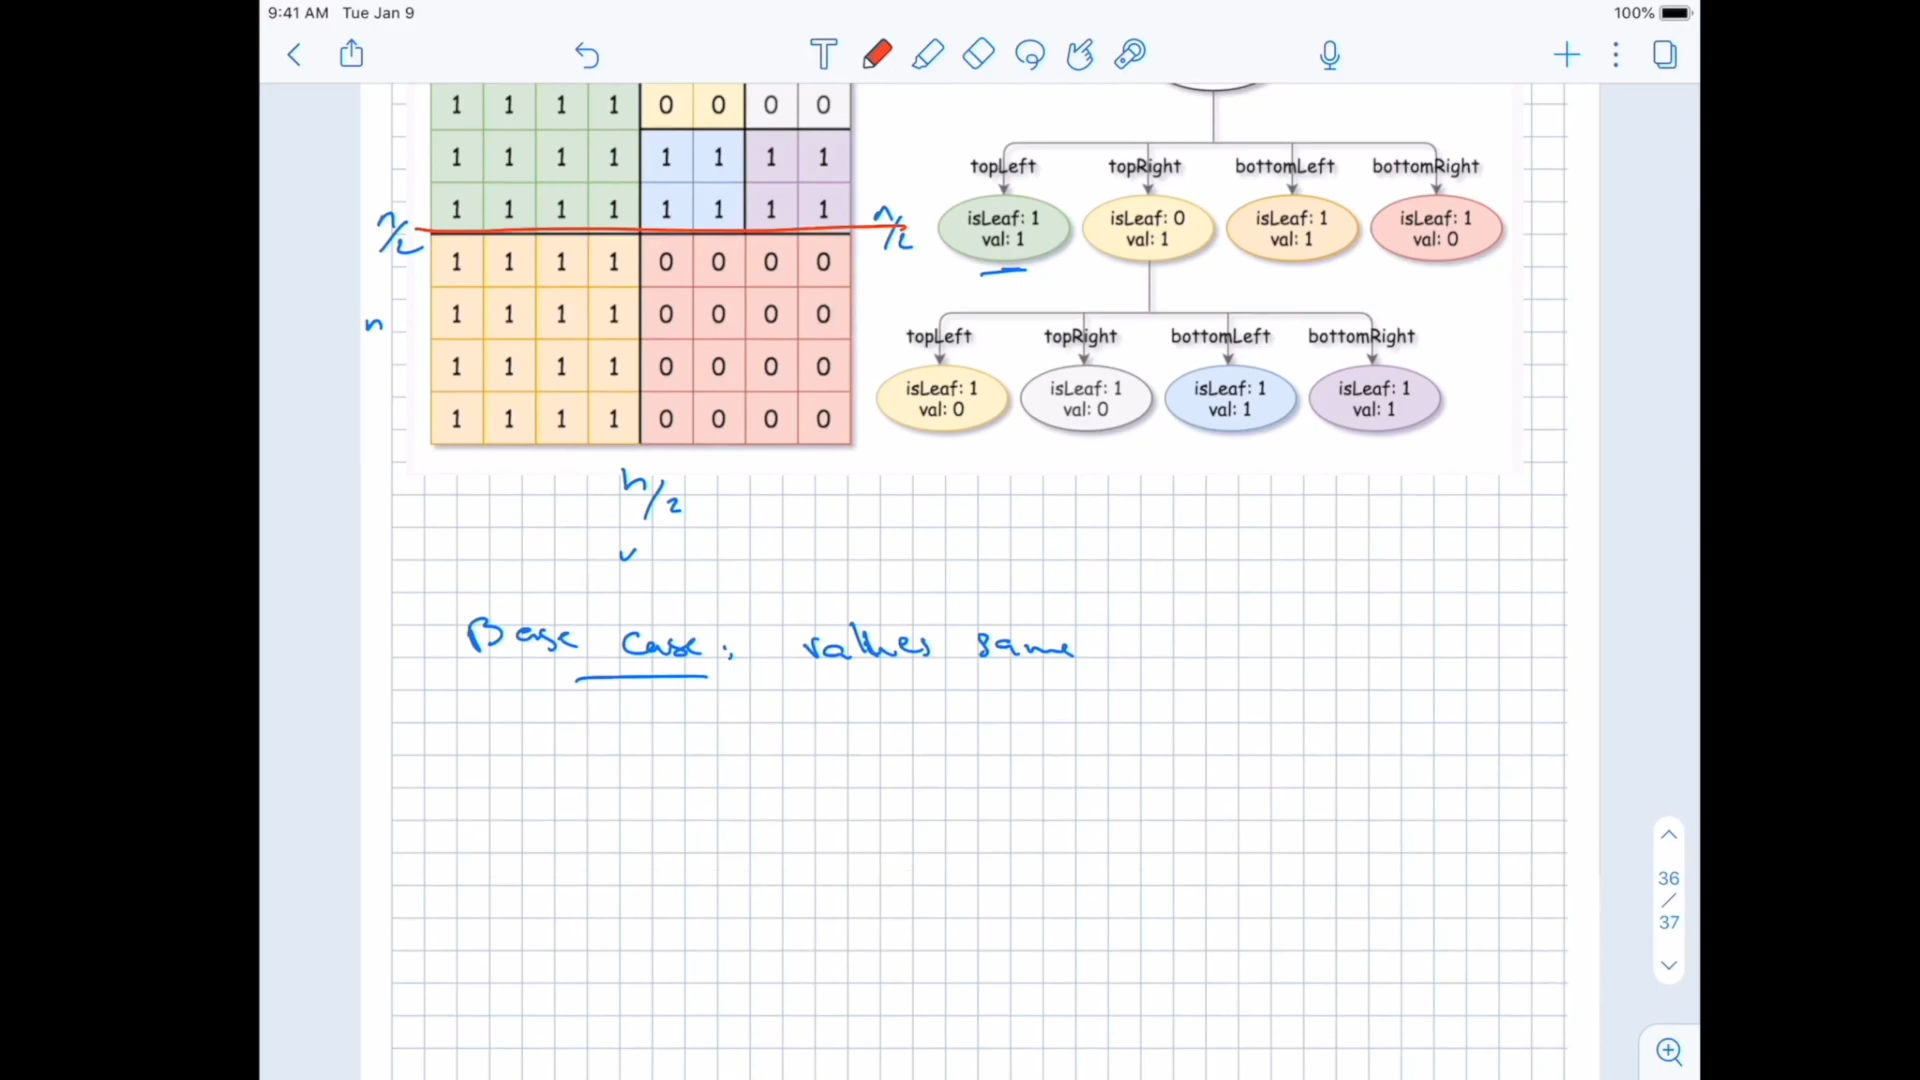 9:41 AM Tue Jan 9 100%
1 1 1 1 0 0 0 0
1 1 1 1 1 1 1 1
1 1 1 1 1 1 1 1
n/2 n/2
1 1 1 1 0 0 0 0
n
1 1 1 1 0 0 0 0
1 1 1 1 0 0 0 0
1 1 1 1 0 0 0 0
topLeft topRight bottomLeft bottomRight
isLeaf: 1 isLeaf: 0 isLeaf: 1 isLeaf: 1
val: 1 val: 1 val: 1 val: 0
topLeft topRight bottomLeft bottomRight
isLeaf: 1 isLeaf: 1 isLeaf: 1 isLeaf: 1
val: 0 val: 0 val: 1 val: 1
n/2
Base case: values same
36
/
37